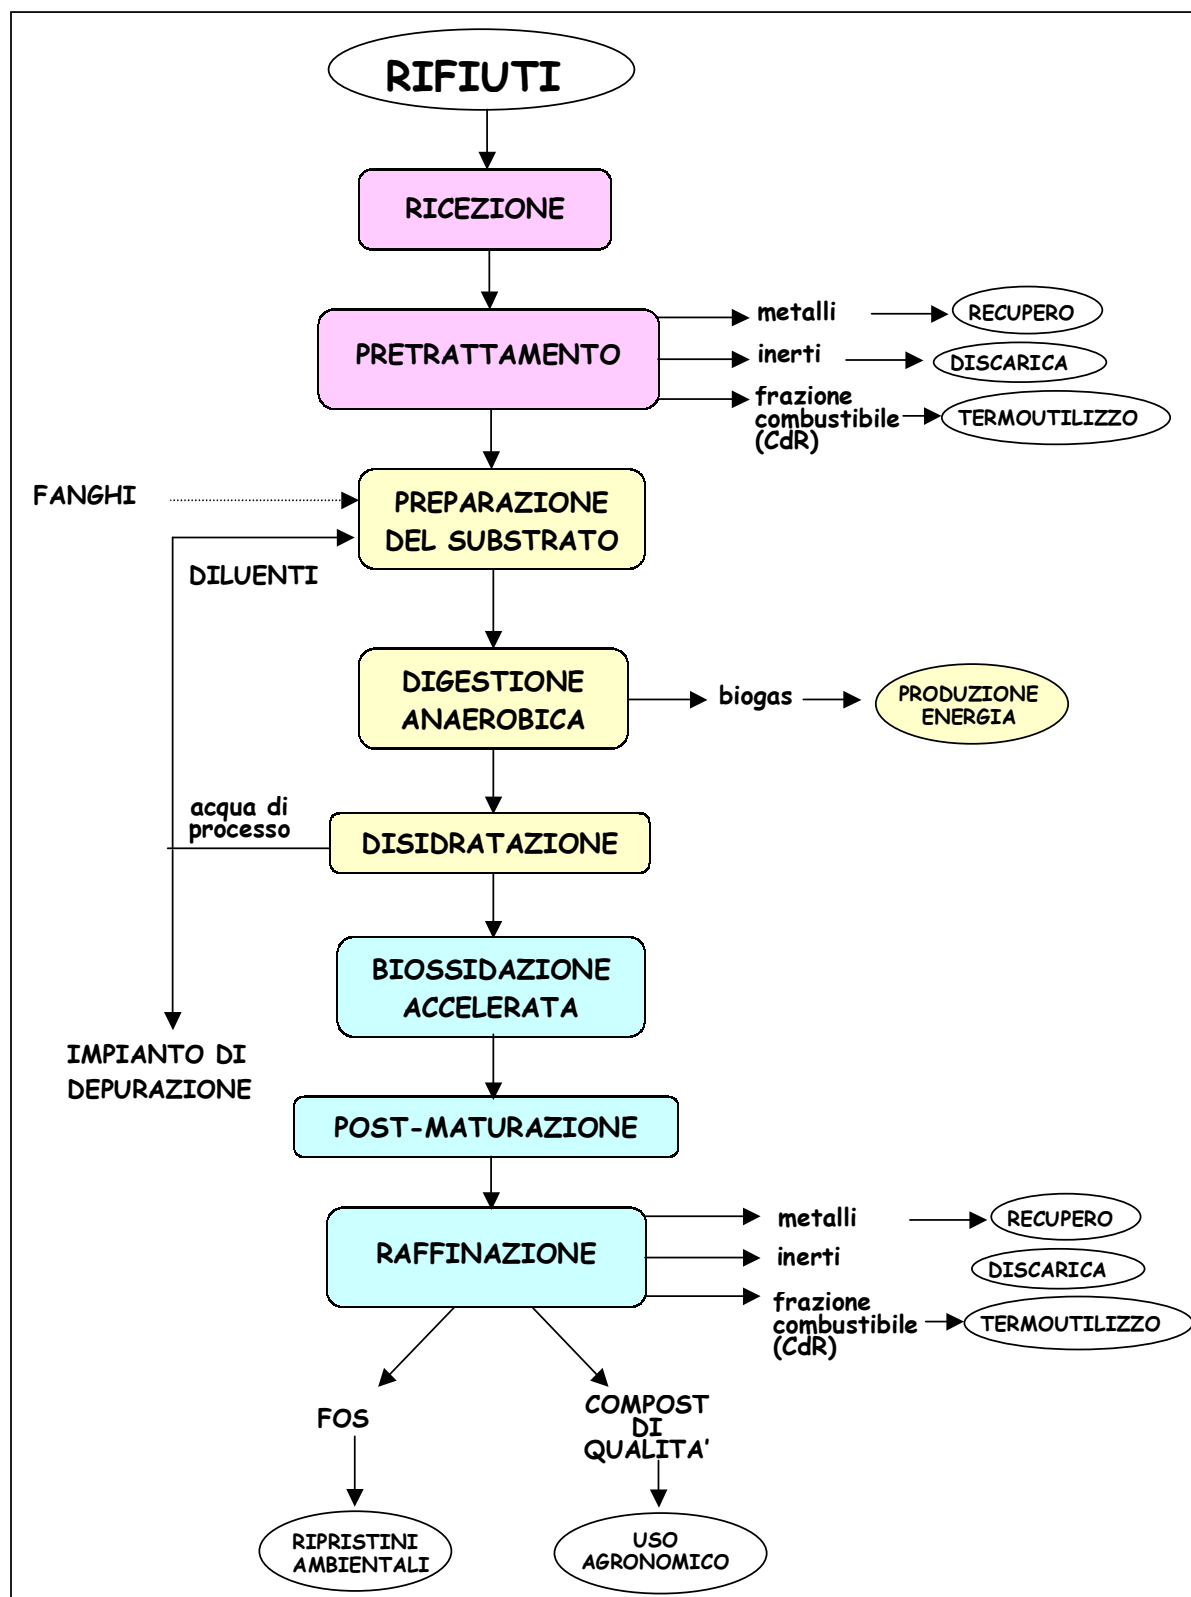 RIFIUTI
RICEZIONE
PRETRATTAMENTO
metalli
RECUPERO
inerti
DISCARICA
frazione
combustibile
(CdR)
TERMOUTILIZZO
FANGHI
PREPARAZIONE
DEL SUBSTRATO
DILUENTI
DIGESTIONE
ANAEROBICA
biogas
PRODUZIONE
ENERGIA
acqua di
processo
DISIDRATAZIONE
BIOSSIDAZIONE
ACCELERATA
IMPIANTO DI
DEPURAZIONE
POST-MATURAZIONE
RAFFINAZIONE
metalli
RECUPERO
inerti
DISCARICA
frazione
combustibile
(CdR)
TERMOUTILIZZO
FOS
COMPOST
DI
QUALITA'
RIPRISTINI
AMBIENTALI
USO
AGRONOMICO